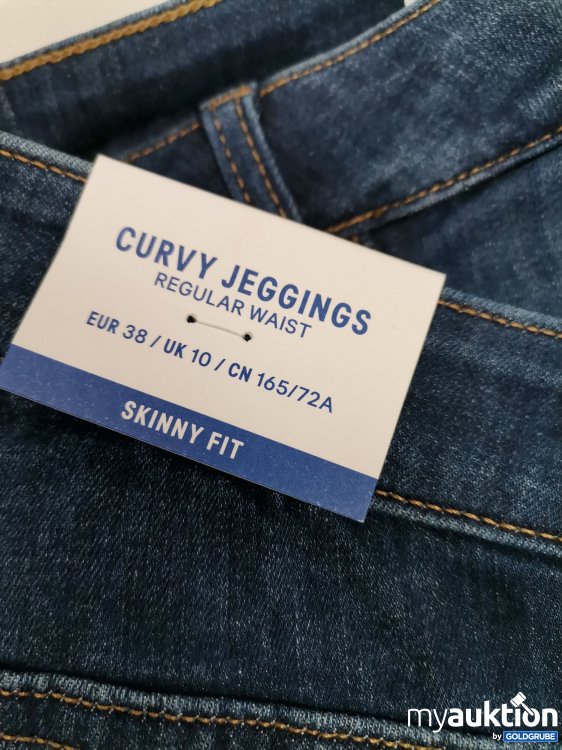 CURVY JEGGINGS
REGULAR WAIST
EUR 38 / UK 10 / CN 165/72A
SKINNY FIT
myauktion
by GOLDGRUBE